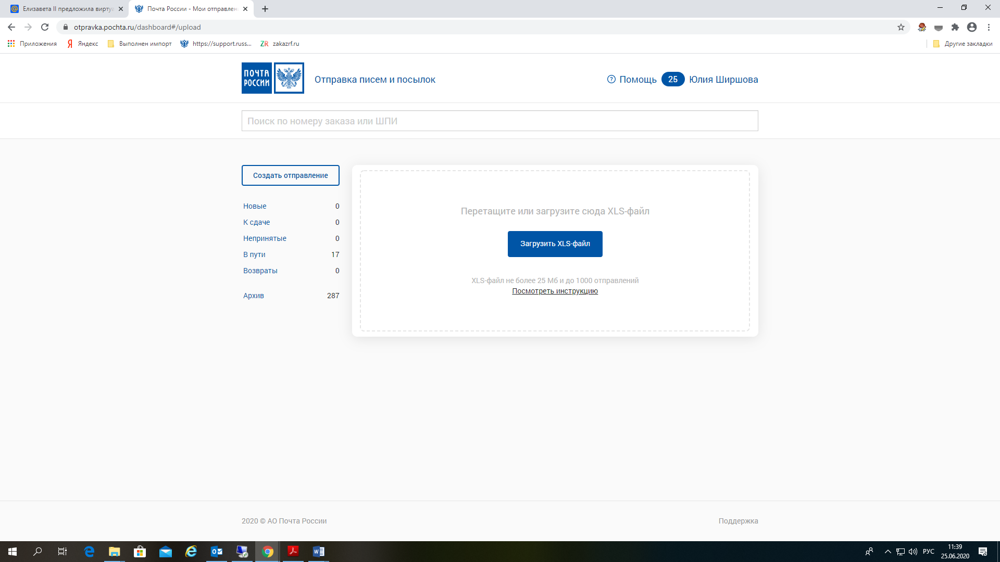 Елизавета II предложила вирту
Почта России - Мои отправлен
otpravka.pochta.ru/dashboard#/upload
Приложения
Яндекс
Выполнен импорт
https://support.russ...
ZR zakazrf.ru
Другие закладки
ПОЧТА РОССИИ
Отправка писем и посылок
? Помощь 25 Юлия Ширшова
Поиск по номеру заказа или ШПИ
Создать отправление
Новые 0
К сдаче 0
Непринятые 0
В пути 17
Возвраты 0
Архив 287
Перетащите или загрузите сюда XLS-файл
Загрузить XLS-файл
XLS-файл не более 25 Мб и до 1000 отправлений
Посмотреть инструкцию
2020 © АО Почта России
Поддержка
РУС
11:39
25.06.2020